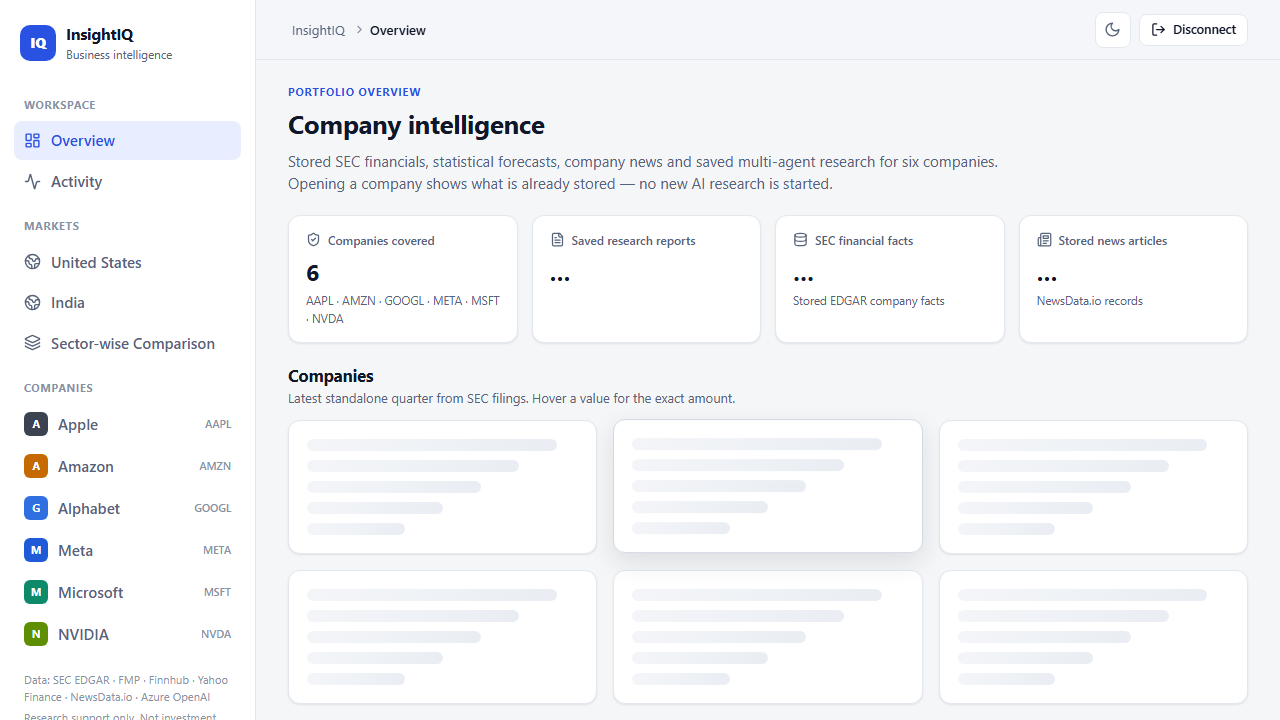 IQ
InsightIQ
Business intelligence
WORKSPACE
Overview
Activity
MARKETS
United States
India
Sector-wise Comparison
COMPANIES
A Apple AAPL
A Amazon AMZN
G Alphabet GOOGL
M Meta META
M Microsoft MSFT
N NVIDIA NVDA
Data: SEC EDGAR · FMP · Finnhub · Yahoo
Finance · NewsData.io · Azure OpenAI
Research support only. Not investment
InsightIQ > Overview
Disconnect
PORTFOLIO OVERVIEW
Company intelligence
Stored SEC financials, statistical forecasts, company news and saved multi-agent research for six companies.
Opening a company shows what is already stored — no new AI research is started.
Companies covered
6
AAPL · AMZN · GOOGL · META · MSFT
· NVDA
Saved research reports
...
SEC financial facts
...
Stored EDGAR company facts
Stored news articles
...
NewsData.io records
Companies
Latest standalone quarter from SEC filings. Hover a value for the exact amount.